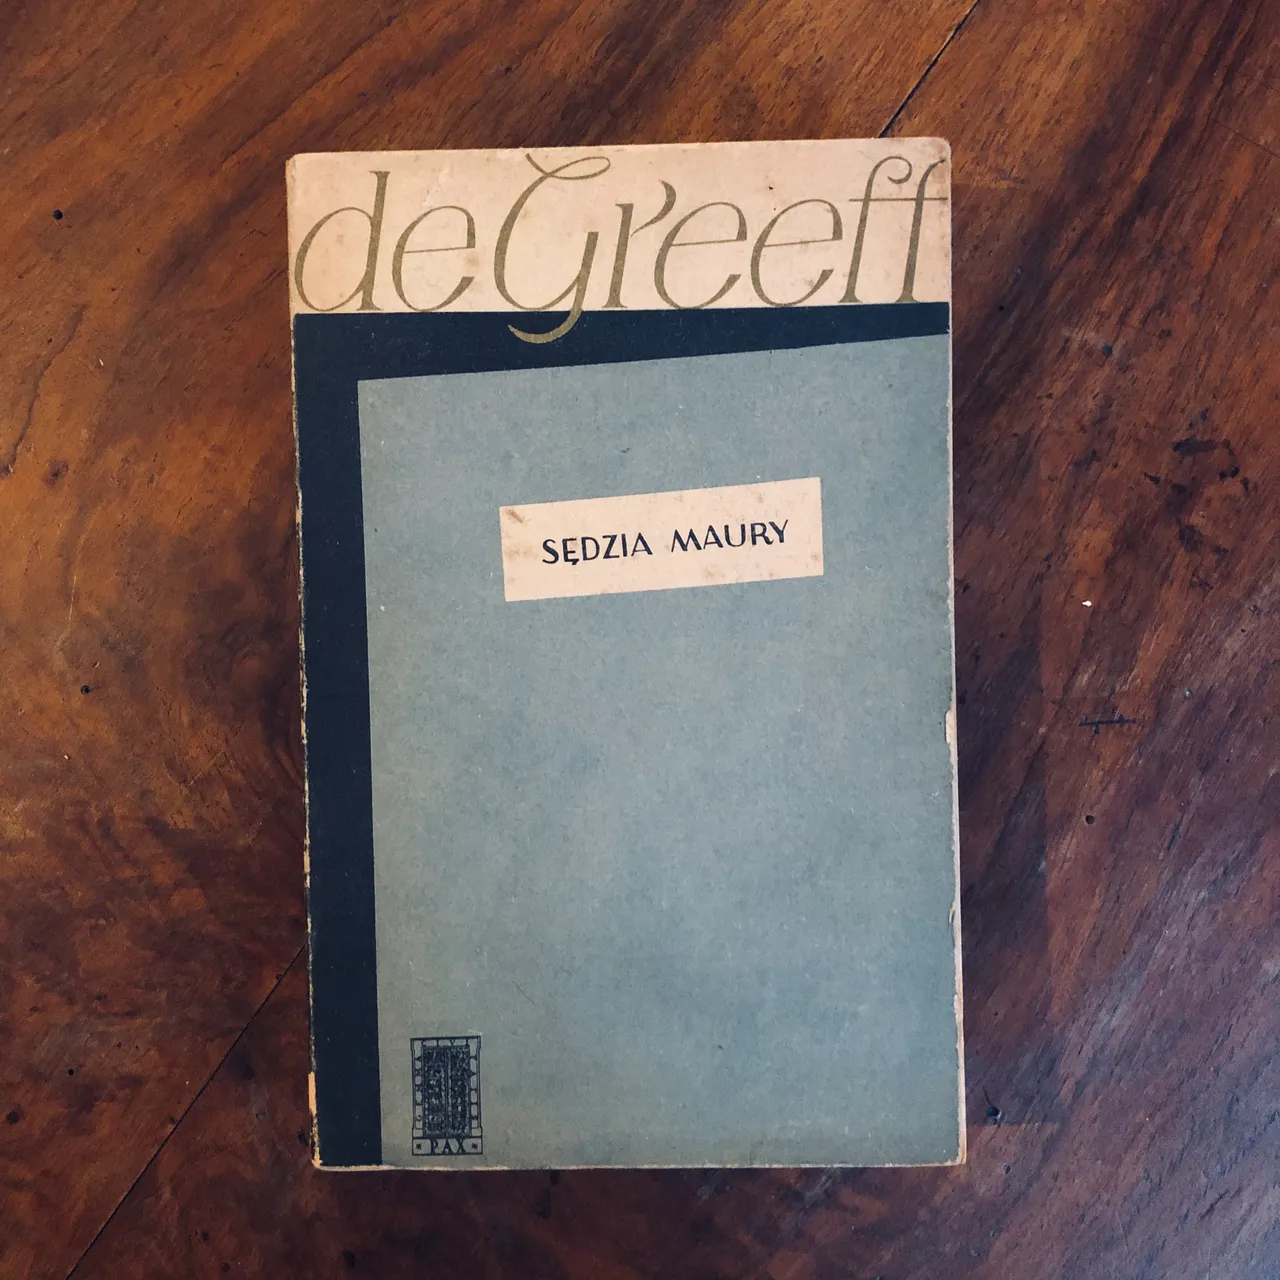 de Greeff
SĘDZIA MAURY
PAX